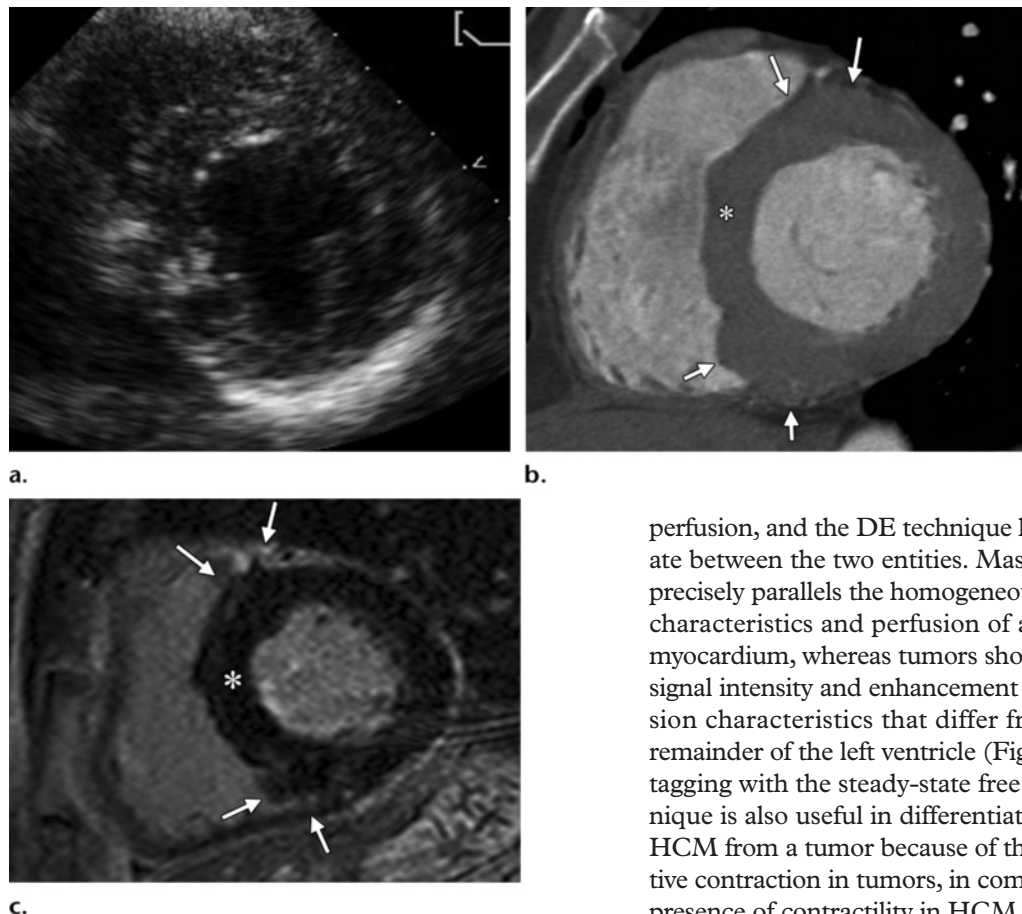 a.
b.
*
*
c.
perfusion, and the DE technique
ate between the two entities. Mas
precisely parallels the homogeneou
characteristics and perfusion of a
myocardium, whereas tumors sho
signal intensity and enhancement
sion characteristics that differ fr
remainder of the left ventricle (Fig
tagging with the steady-state free
nique is also useful in differentiat
HCM from a tumor because of th
tive contraction in tumors, in com
presence of contractility in HCM